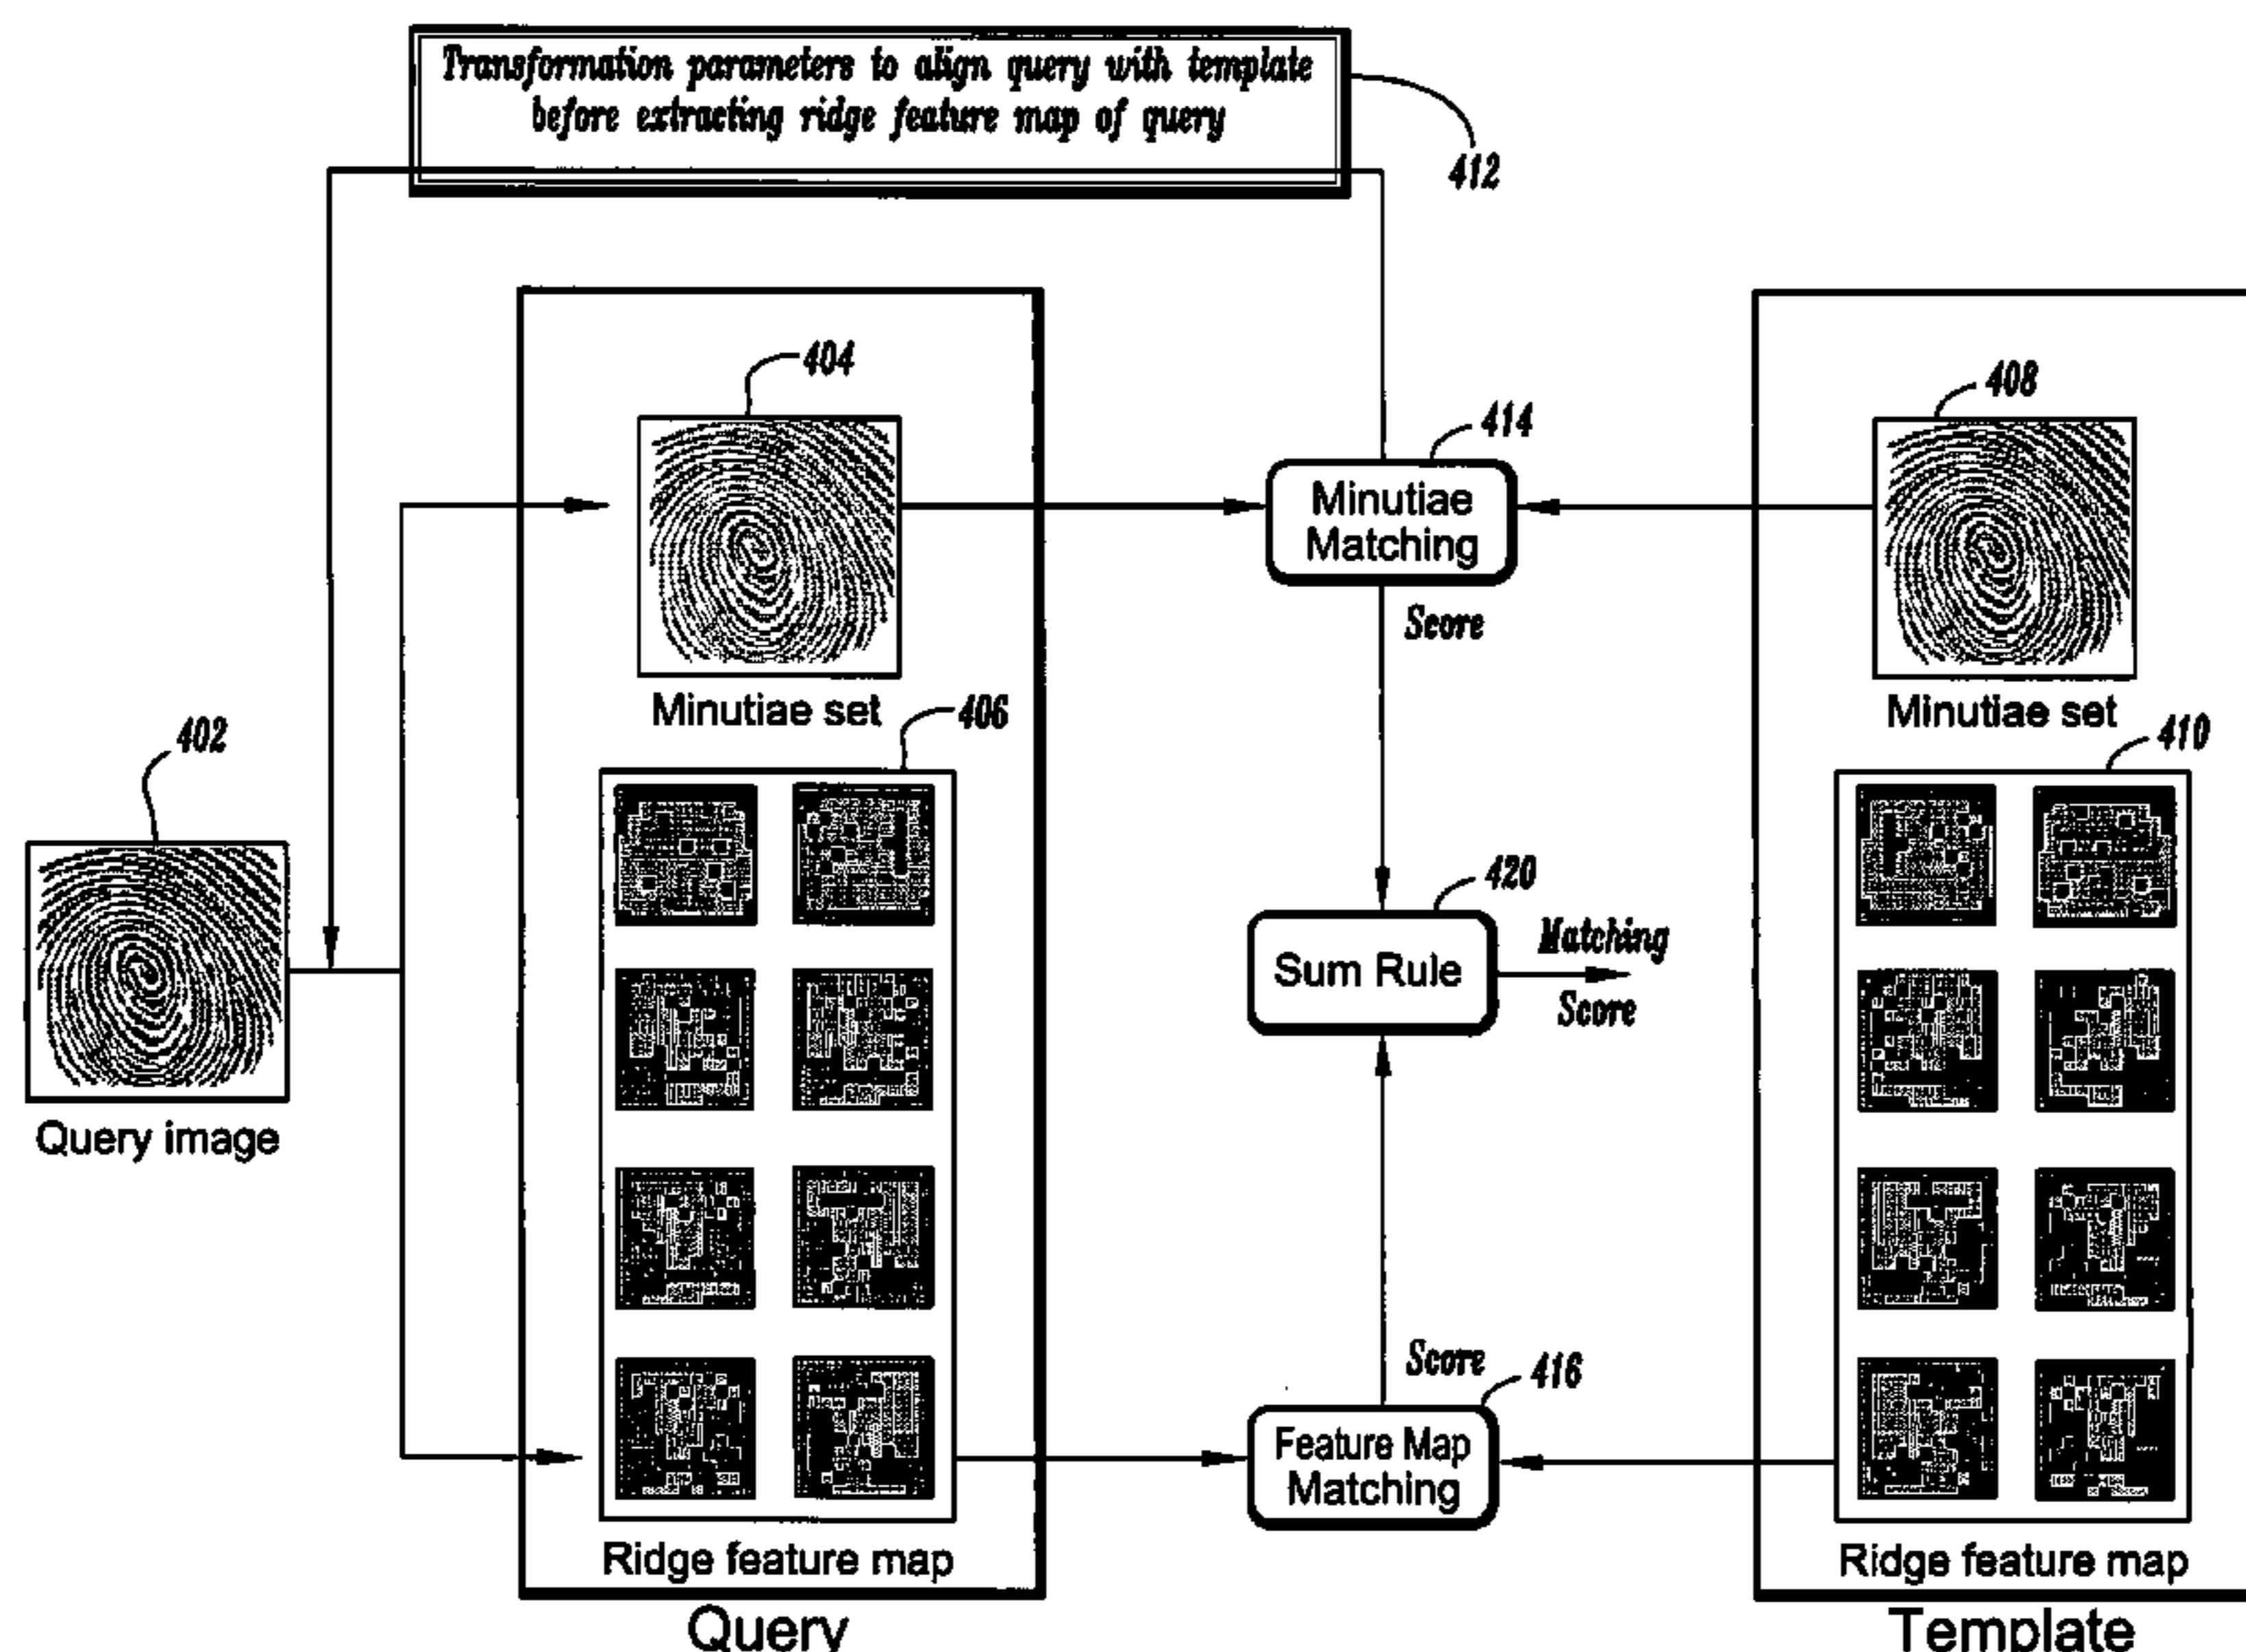 Transformation parameters to align query with template
before extracting ridge feature map of query
412
404
408
414
Minutiae
Matching
Score
Minutiae set
Minutiae set
406
402
410
420
Matching
Sum Rule
Score
Query image
Score
416
Feature Map
Matching
Ridge feature map
Ridge feature map
Query
Template